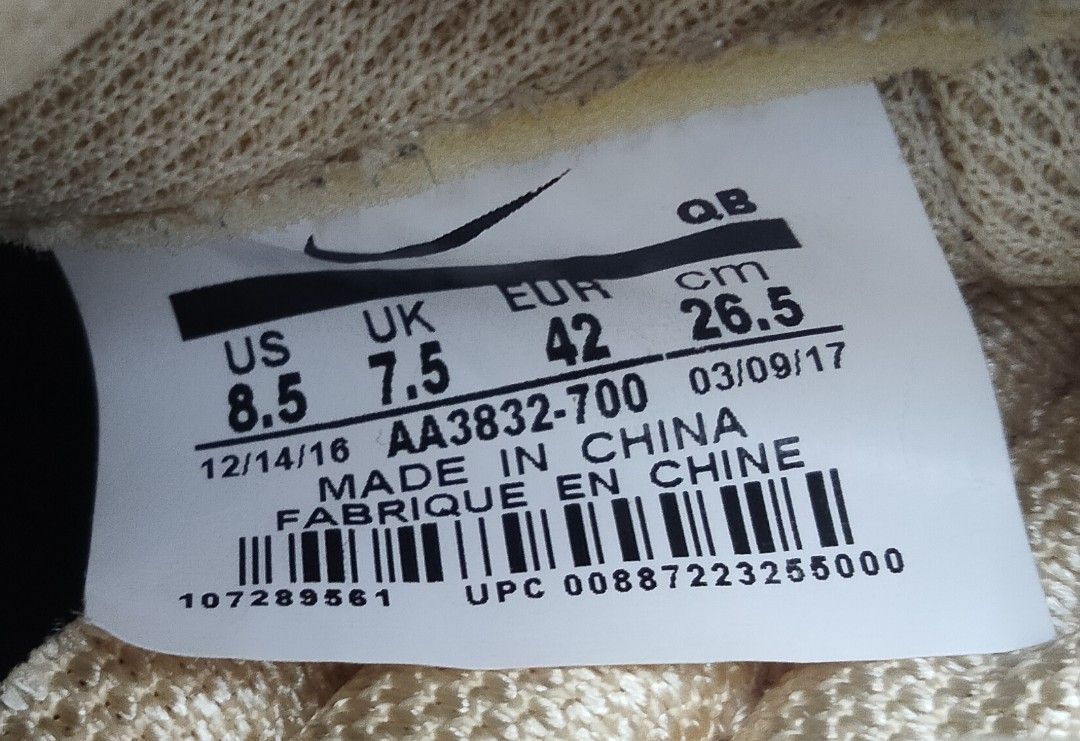 QB
US UK EUR cm
8.5 7.5 42 26.5
12/14/16 AA3832-700 03/09/17
MADE IN CHINA
FABRIQUE EN CHINE
107289561 UPC 00887223255000